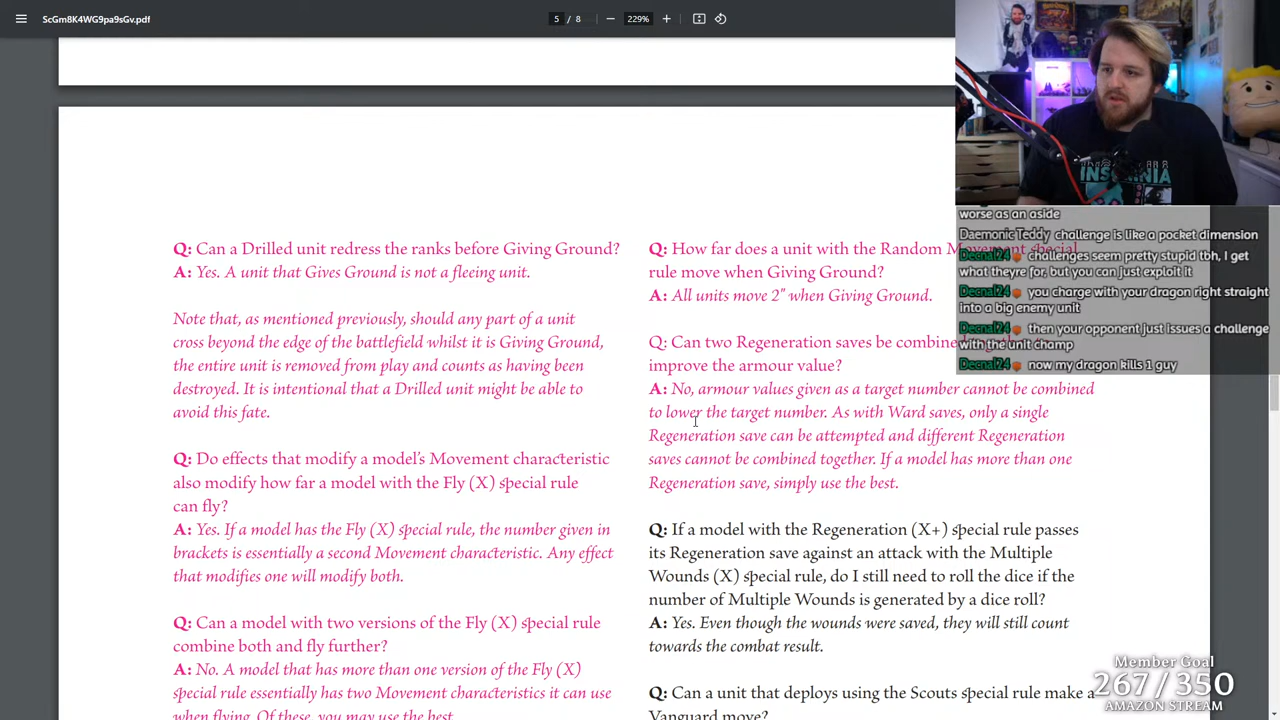 ScGm8K4WG9pa9sGv.pdf
5 / 8
229%
Q: Can a Drilled unit redress the ranks before Giving Ground?
A: Yes. A unit that Gives Ground is not a fleeing unit.
Note that, as mentioned previously, should any part of a unit
cross beyond the edge of the battlefield whilst it is Giving Ground,
the entire unit is removed from play and counts as having been
destroyed. It is intentional that a Drilled unit might be able to
avoid this fate.
Q: Do effects that modify a model's Movement characteristic
also modify how far a model with the Fly (X) special rule
can fly?
A: Yes. If a model has the Fly (X) special rule, the number given in
brackets is essentially a second Movement characteristic. Any effect
that modifies one will modify both.
Q: Can a model with two versions of the Fly (X) special rule
combine both and fly further?
A: No. A model that has more than one version of the Fly (X)
special rule essentially has two Movement characteristics it can use
when flying. Of these, you may use the best.
Q: How far does a unit with the Random Movement special
rule move when Giving Ground?
A: All units move 2" when Giving Ground.
Q: Can two Regeneration saves be combined
improve the armour value?
A: No, armour values given as a target number cannot be combined
to lower the target number. As with Ward saves, only a single
Regeneration save can be attempted and different Regeneration
saves cannot be combined together. If a model has more than one
Regeneration save, simply use the best.
Q: If a model with the Regeneration (X+) special rule passes
its Regeneration save against an attack with the Multiple
Wounds (X) special rule, do I still need to roll the dice if the
number of Multiple Wounds is generated by a dice roll?
A: Yes. Even though the wounds were saved, they will still count
towards the combat result.
Q: Can a unit that deploys using the Scouts special rule make a
Vanguard move?
INSOMNIA
worse as an aside
Daemonic Teddy challenge is like a pocket dimension
Decnal24 challenges seem pretty stupid tbh, I get
what theyre for, but you can just exploit it
Decnal24 you charge with your dragon right straight
into a big enemy unit
Decnal24 then your opponent just issues a challenge
with the unit champ
Decnal24 now my dragon kills 1 guy
Member Goal
267 / 350
AMAZON STREAM